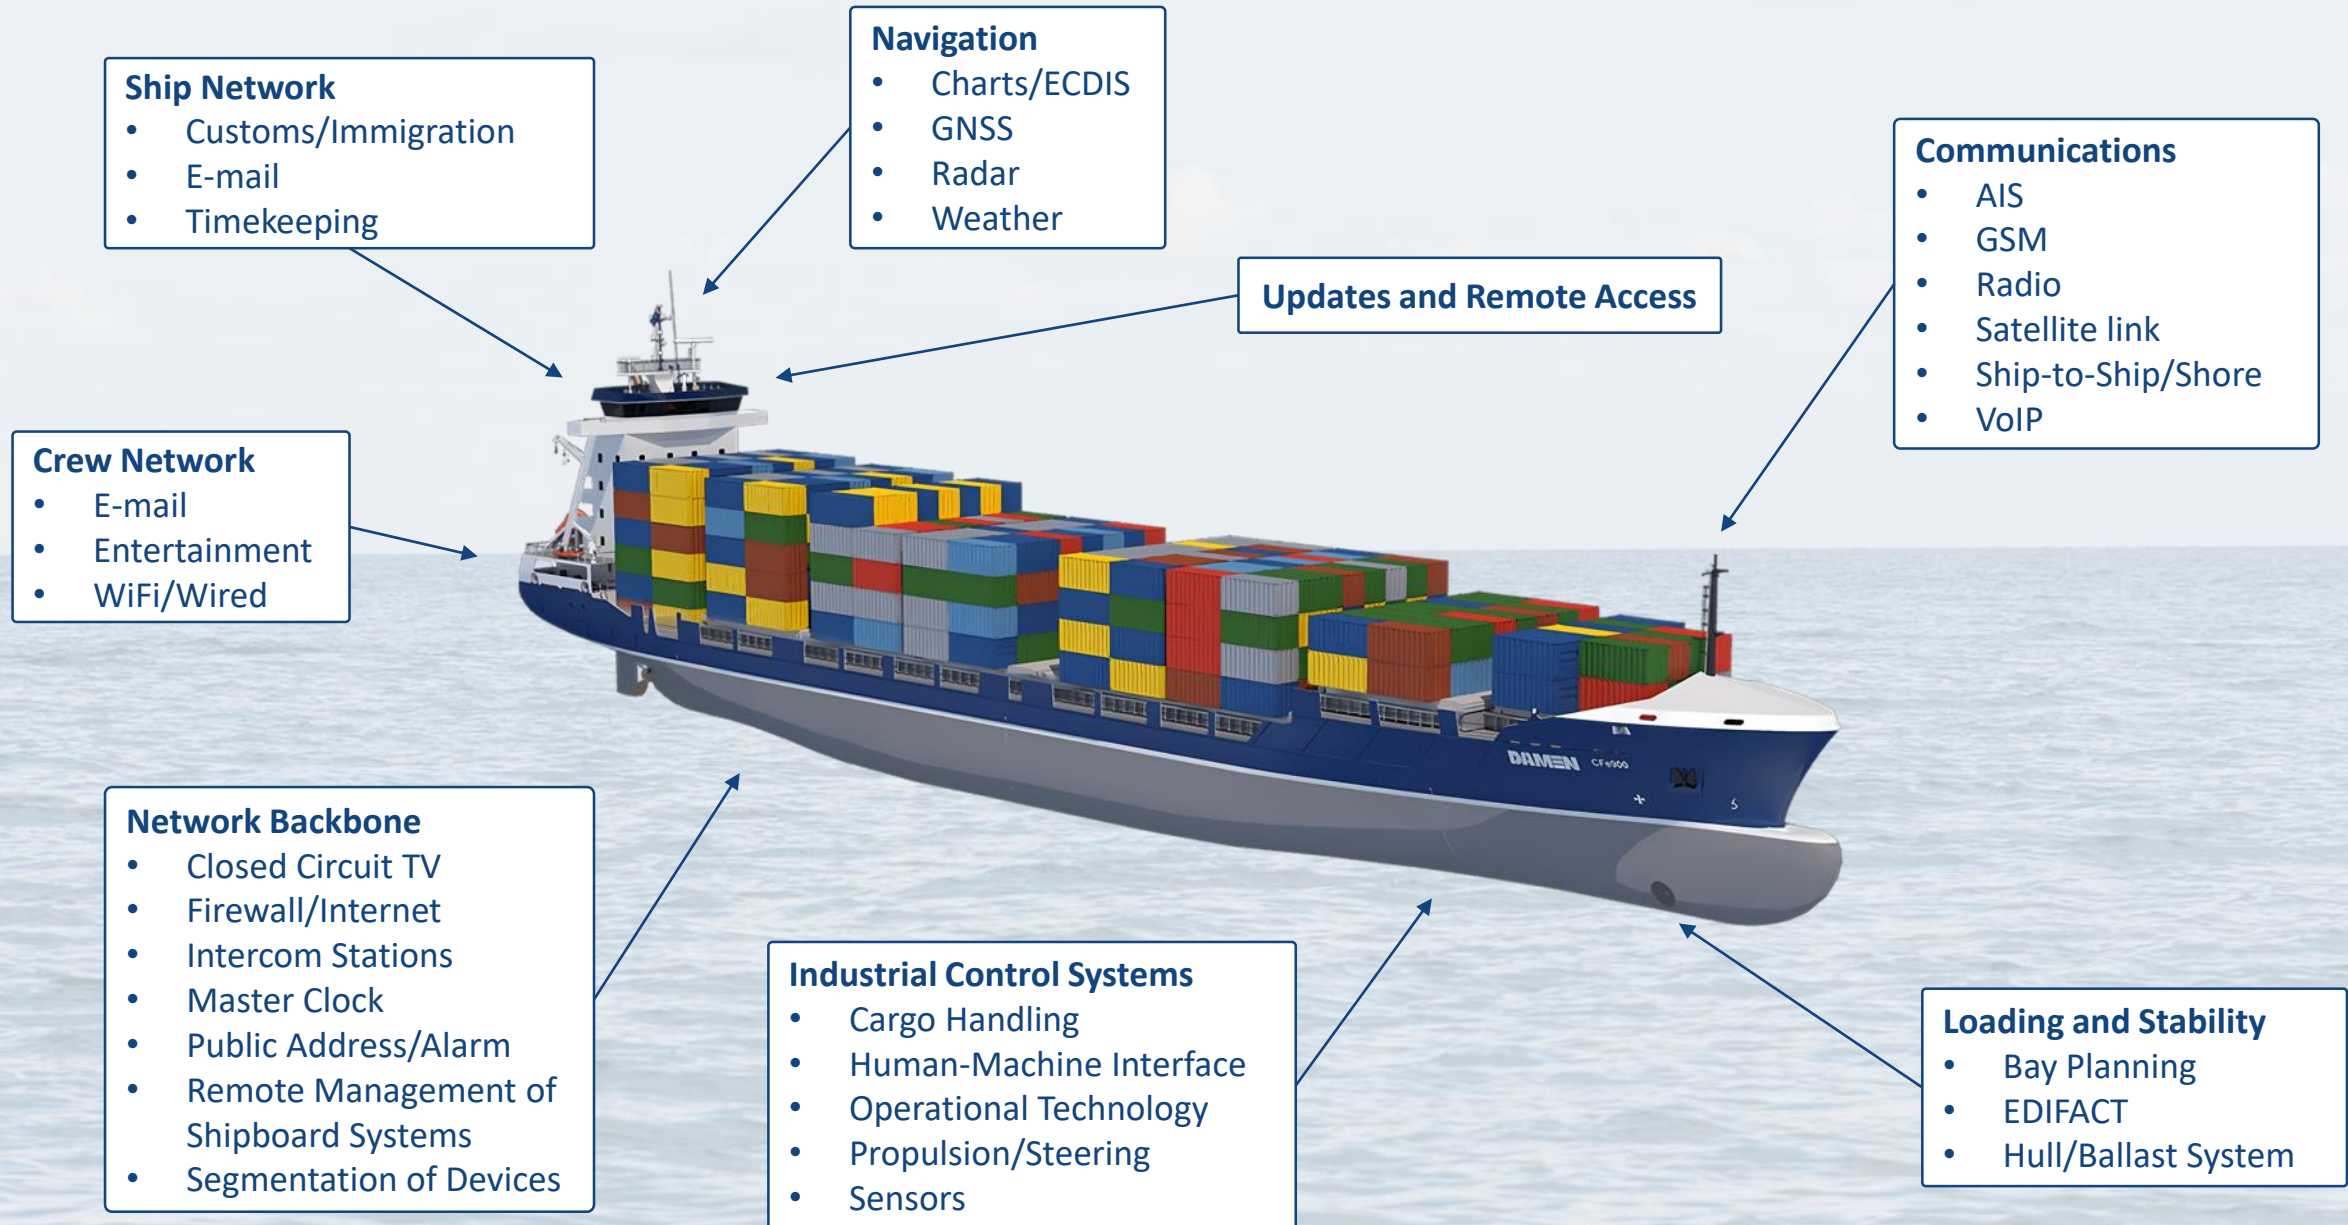 Navigation
• Charts/ECDIS
• GNSS
• Radar
• Weather
Ship Network
• Customs/Immigration
• E-mail
• Timekeeping
Communications
• AIS
• GSM
• Radio
• Satellite link
• Ship-to-Ship/Shore
• VoIP
Updates and Remote Access
Crew Network
• E-mail
• Entertainment
• WiFi/Wired
DAMEN
Network Backbone
• Closed Circuit TV
• Firewall/Internet
• Intercom Stations
• Master Clock
• Public Address/Alarm
• Remote Management of
Shipboard Systems
• Segmentation of Devices
Industrial Control Systems
• Cargo Handling
• Human-Machine Interface
• Operational Technology
• Propulsion/Steering
• Sensors
Loading and Stability
• Bay Planning
• EDIFACT
• Hull/Ballast System